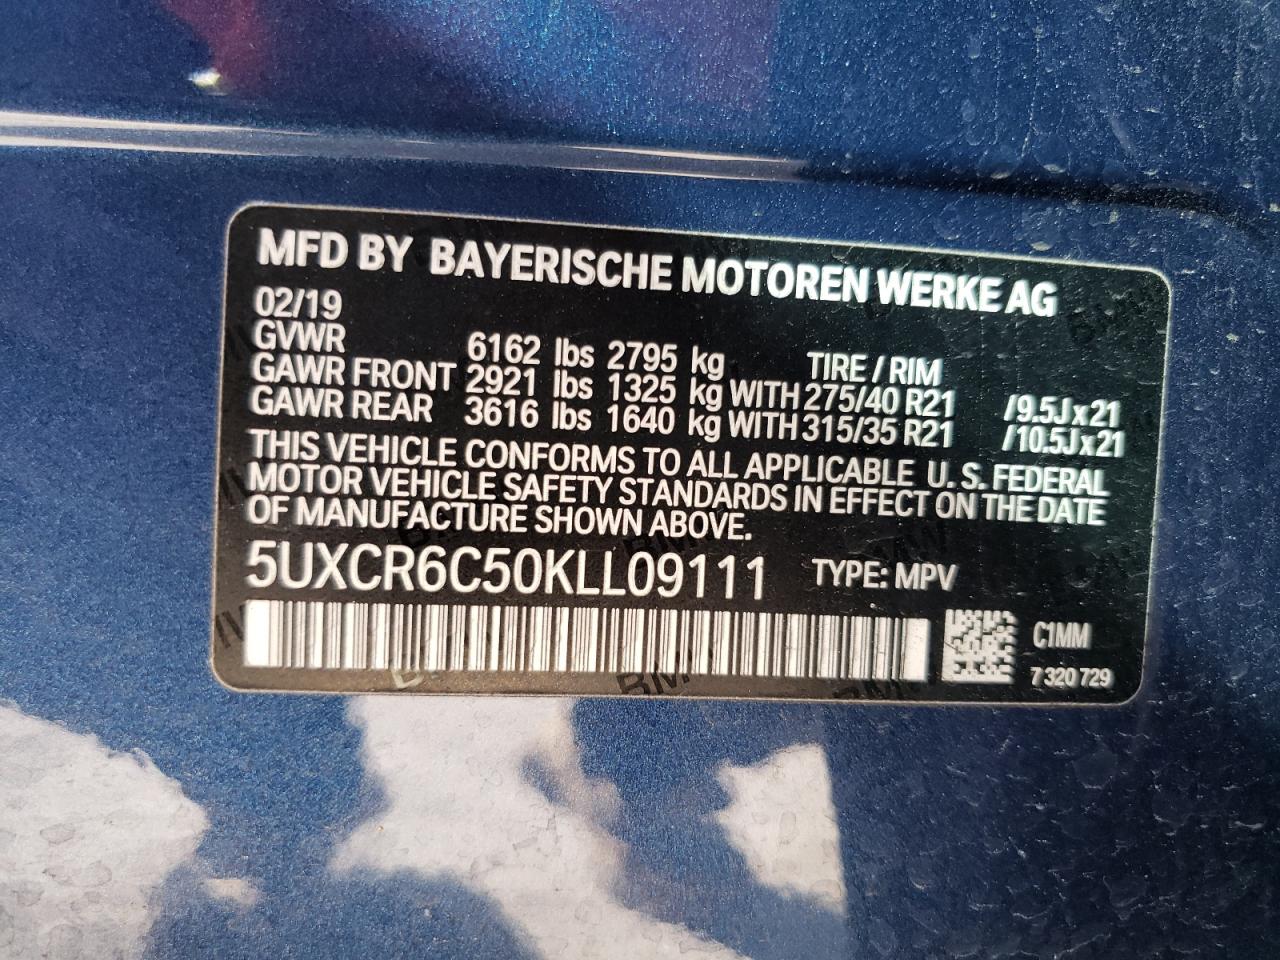 MFD BY BAYERISCHE MOTOREN WERKE AG
02/19
GVWR 6162 lbs 2795 kg TIRE / RIM
GAWR FRONT 2921 lbs 1325 kg WITH 275/40 R21 /9.5Jx21
GAWR REAR 3616 lbs 1640 kg WITH 315/35 R21 /10.5Jx21
THIS VEHICLE CONFORMS TO ALL APPLICABLE U.S. FEDERAL
MOTOR VEHICLE SAFETY STANDARDS IN EFFECT ON THE DATE
OF MANUFACTURE SHOWN ABOVE.
5UXCR6C50KLL09111 TYPE: MPV
C1MM
7 320 729